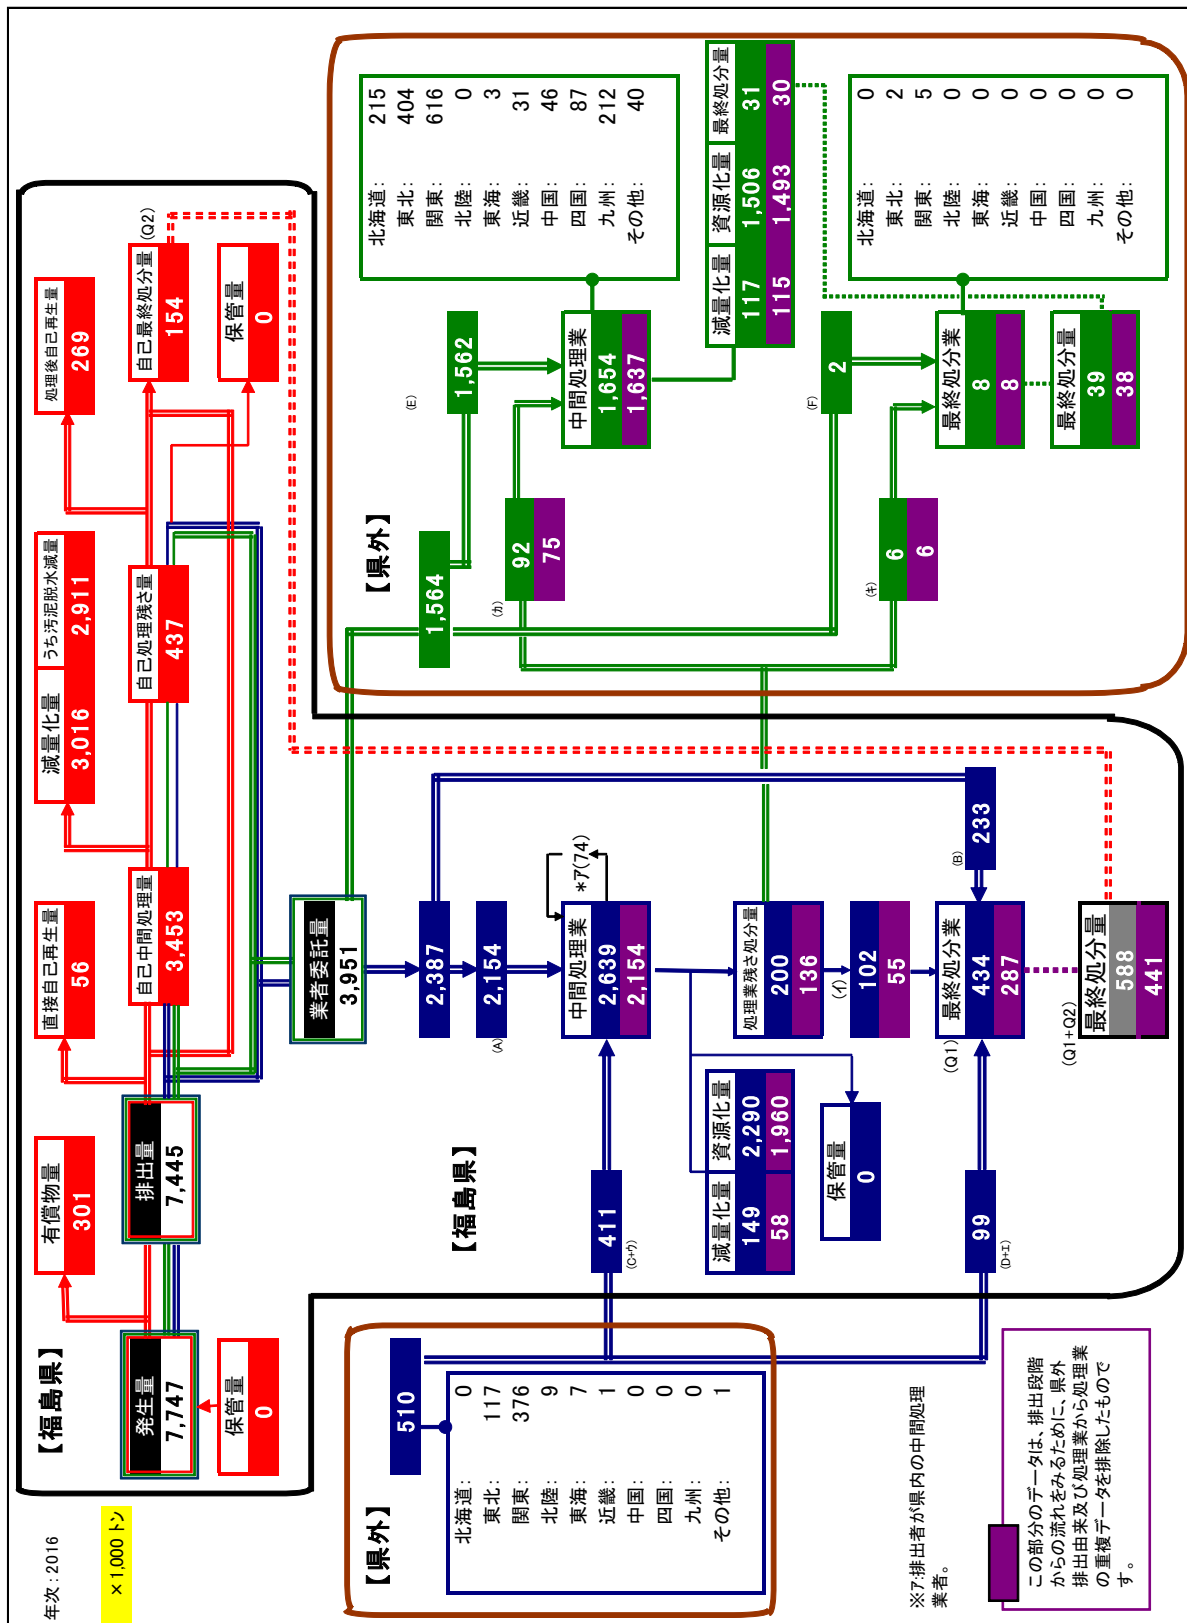 年次:2016
×1,000トン
【福島県】
発生量
7,747
保管量
0
有償物量
301
排出量
7,445
直接自己再生量
56
自己中間処理量
3,453
減量化量 うち汚泥脱水減量
3,016 2,911
自己処理残さ量
437
処理後自己再生量
269
自己最終処分量
154
(Q2)
保管量
0
業者委託量
3,951
【県外】
510
北海道: 0
東北: 117
関東: 376
北陸: 9
東海: 7
近畿: 1
中国: 0
四国: 0
九州: 0
その他: 1
【福島県】
2,387
2,154
(A)
411
(C+ウ)
中間処理業
2,639
2,154
*ア(74)
減量化量 資源化量
149 2,290
58 1,960
保管量
0
処理業残さ処分量
200
136
(イ)
102
55
233
(B)
99
(D+エ)
(Q1)
最終処分業
434
287
(Q1+Q2)
最終処分量
588
441
【県外】
1,564
1,562
(E)
92
75
(カ)
中間処理業
1,654
1,637
北海道: 215
東北: 404
関東: 616
北陸: 0
東海: 3
近畿: 31
中国: 46
四国: 87
九州: 212
その他: 40
減量化量 資源化量 最終処分量
117 1,506 31
115 1,493 30
2
(F)
6
6
(キ)
最終処分業
8
8
最終処分量
39
38
北海道: 0
東北: 2
関東: 5
北陸: 0
東海: 0
近畿: 0
中国: 0
四国: 0
九州: 0
その他: 0
※ア:排出者が県内の中間処理
業者。
この部分のデータは、排出段階
からの流れをみるために、県外
排出由来及び処理業から処理業
の重複データを排除したもので
す。